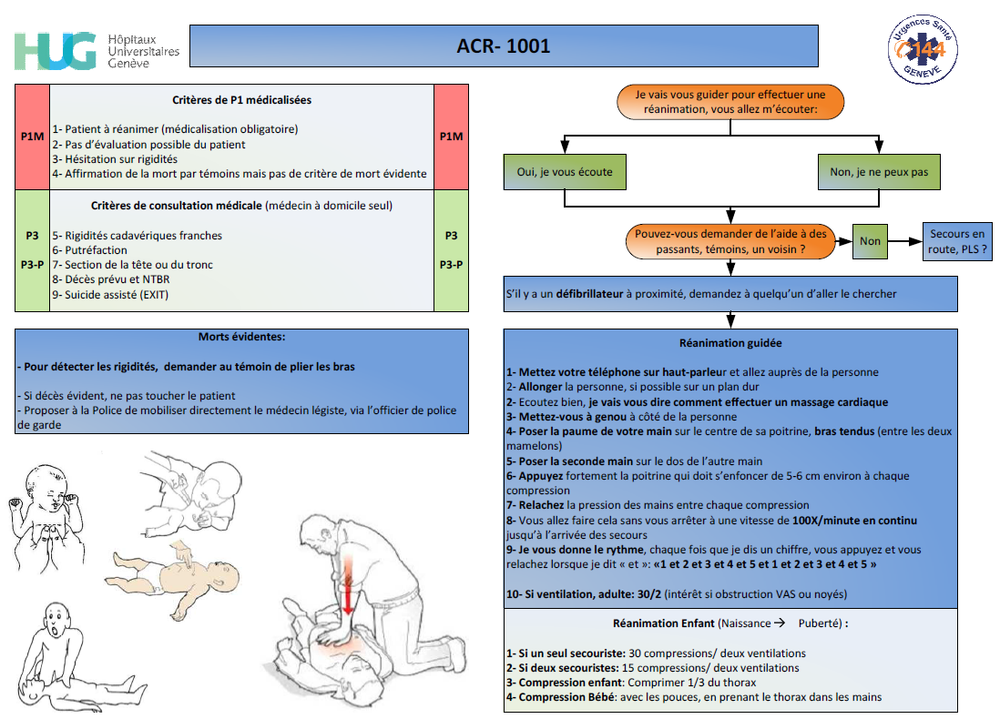 HUG
Hôpitaux
Universitaires
Genève
ACR- 1001
Urgences Santé
144
GENEVE
Critères de P1 médicalisées
P1M
P1M
1- Patient à réanimer (médicalisation obligatoire)
2- Pas d’évaluation possible du patient
3- Hésitation sur rigidités
4- Affirmation de la mort par témoins mais pas de critère de mort évidente
Critères de consultation médicale (médecin à domicile seul)
P3
P3-P
P3
P3-P
5- Rigidités cadavériques franches
6- Putréfaction
7- Section de la tête ou du tronc
8- Décès prévu et NTBR
9- Suicide assisté (EXIT)
Morts évidentes:
- Pour détecter les rigidités, demander au témoin de plier les bras
- Si décès évident, ne pas toucher le patient
- Proposer à la Police de mobiliser directement le médecin légiste, via l’officier de police
de garde
Je vais vous guider pour effectuer une
réanimation, vous allez m’écouter:
Oui, je vous écoute
Non, je ne peux pas
Pouvez-vous demander de l’aide à des
passants, témoins, un voisin ?
Non
Secours en
route, PLS ?
S’il y a un défibrillateur à proximité, demandez à quelqu’un d’aller le chercher
Réanimation guidée
1- Mettez votre téléphone sur haut-parleur et allez auprès de la personne
2- Allonger la personne, si possible sur un plan dur
2- Ecoutez bien, je vais vous dire comment effectuer un massage cardiaque
3- Mettez-vous à genou à côté de la personne
4- Poser la paume de votre main sur le centre de sa poitrine, bras tendus (entre les deux
mamelons)
5- Poser la seconde main sur le dos de l’autre main
6- Appuyez fortement la poitrine qui doit s’enfoncer de 5-6 cm environ à chaque
compression
7- Relachez la pression des mains entre chaque compression
8- Vous allez faire cela sans vous arrêter à une vitesse de 100X/minute en continu
jusqu’à l’arrivée des secours
9- Je vous donne le rythme, chaque fois que je dis un chiffre, vous appuyez et vous
relachez lorsque je dit « et »: «1 et 2 et 3 et 4 et 5 et 1 et 2 et 3 et 4 et 5 »
10- Si ventilation, adulte: 30/2 (intérêt si obstruction VAS ou noyés)
Réanimation Enfant (Naissance → Puberté) :
1- Si un seul secouriste: 30 compressions/ deux ventilations
2- Si deux secouristes: 15 compressions/ deux ventilations
3- Compression enfant: Comprimer 1/3 du thorax
4- Compression Bébé: avec les pouces, en prenant le thorax dans les mains